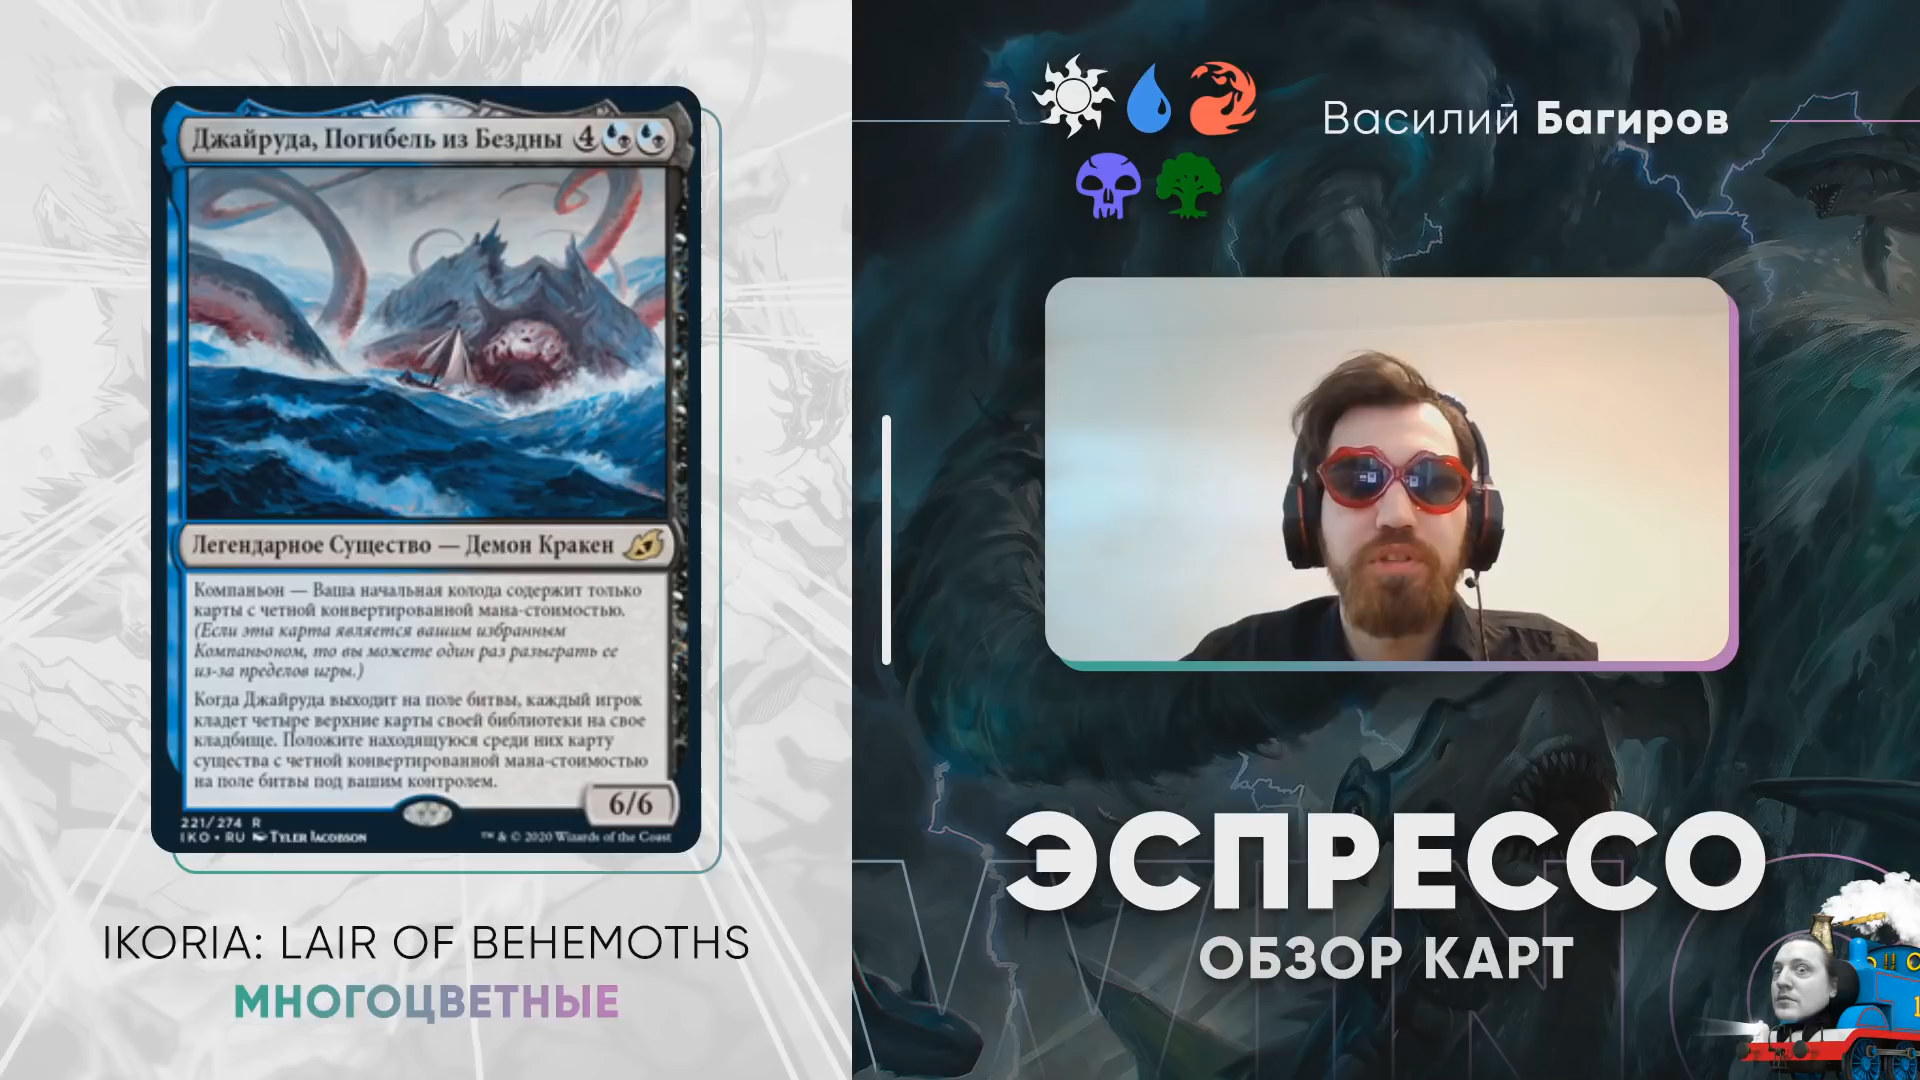 Джайруда, Погибель из Бездны 4
Легендарное Существо — Демон Кракен
Компаньон — Ваша начальная колода содержит только
карты с четной конвертированной мана-стоимостью.
(Если эта карта является вашим избранным
Компаньоном, то вы можете один раз разыграть ее
из-за пределов игры.)
Когда Джайруда выходит на поле битвы, каждый игрок
кладет четыре верхние карты своей библиотеки на свое
кладбище. Положите находящуюся среди них карту
существа с четной конвертированной мана-стоимостью
на поле битвы под вашим контролем.
6/6
221/274 R
IKO • RU Tyler Jacobson
™ & © 2020 Wizards of the Coast
IKORIA: LAIR OF BEHEMOTHS
МНОГОЦВЕТНЫЕ
Василий Багиров
ЭСПРЕССО
ОБЗОР КАРТ